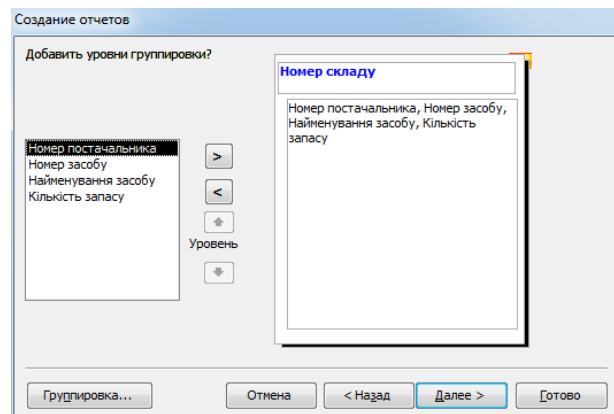 Создание отчетов
Добавить уровни группировки?
Номер складу
Номер постачальника, Номер засобу,
Найменування засобу, Кількість
запасу
Номер постачальника
Номер засобу
Найменування засобу
Кількість запасу
>
<
Уровень
Группировка...
Отмена
< Назад
Далее >
Готово